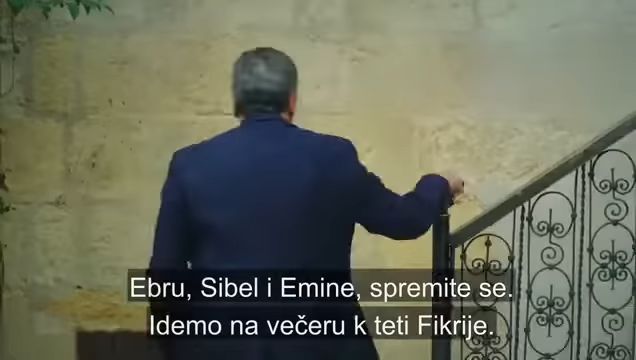 Ebru, Sibel i Emine, spremite se.
Idemo na večeru k teti Fikrije.